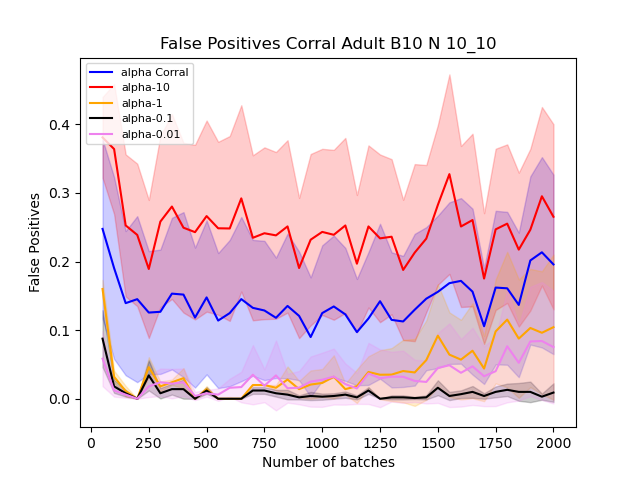 False Positives Corral Adult B10 N 10_10
alpha Corral
alpha-10
alpha-1
alpha-0.1
alpha-0.01
0.4
0.3
0.2
0.1
0.0
False Positives
0 250 500 750 1000 1250 1500 1750 2000
Number of batches